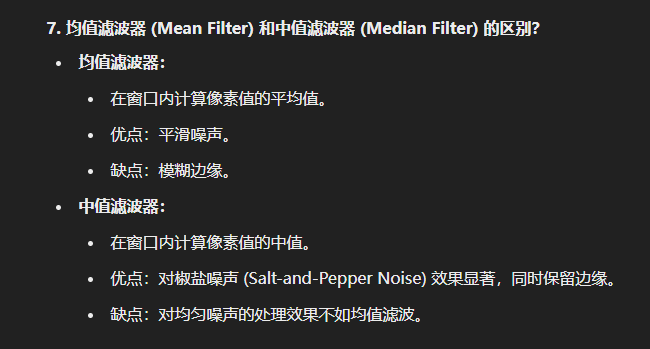 7. 均值滤波器 (Mean Filter) 和中值滤波器 (Median Filter) 的区别？
• 均值滤波器：
• 在窗口内计算像素值的平均值。
• 优点：平滑噪声。
• 缺点：模糊边缘。
• 中值滤波器：
• 在窗口内计算像素值的中值。
• 优点：对椒盐噪声 (Salt-and-Pepper Noise) 效果显著，同时保留边缘。
• 缺点：对均匀噪声的处理效果不如均值滤波。